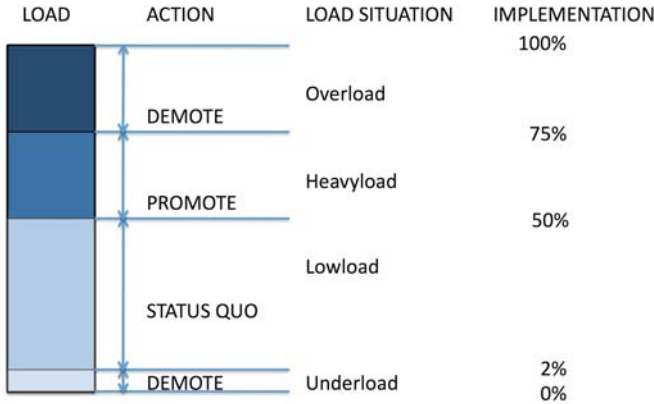 LOAD ACTION LOAD SITUATION IMPLEMENTATION
100%
Overload
DEMOTE
75%
Heavyload
PROMOTE
50%
Lowload
STATUS QUO
2%
DEMOTE Underload
0%